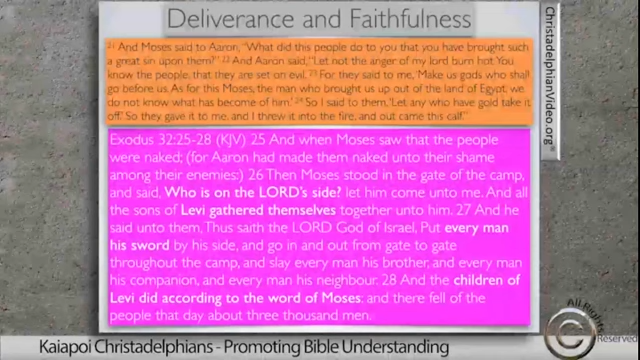 Deliverance and Faithfulness
21 And Moses said to Aaron, "What did this people do to you that you have brought such
a great sin upon them?" 22 And Aaron said, "Let not the anger of my lord burn hot. You
know the people, that they are set on evil. 23 For they said to me, 'Make us gods who shall
go before us. As for this Moses, the man who brought us up out of the land of Egypt, we
do not know what has become of him.' 24 So I said to them, 'Let any who have gold take it
off.' So they gave it to me, and I threw it into the fire, and out came this calf."
Exodus 32:25-28 (KJV) 25 And when Moses saw that the people
were naked; (for Aaron had made them naked unto their shame
among their enemies:) 26 Then Moses stood in the gate of the camp,
and said, Who is on the LORD's side? let him come unto me. And all
the sons of Levi gathered themselves together unto him. 27 And he
said unto them, Thus saith the LORD God of Israel, Put every man
his sword by his side, and go in and out from gate to gate
throughout the camp, and slay every man his brother, and every man
his companion, and every man his neighbour. 28 And the children of
Levi did according to the word of Moses: and there fell of the
people that day about three thousand men.
ChristadelphianVideo.org
All Rights
C
Reserved
Kaiapoi Christadelphians - Promoting Bible Understanding